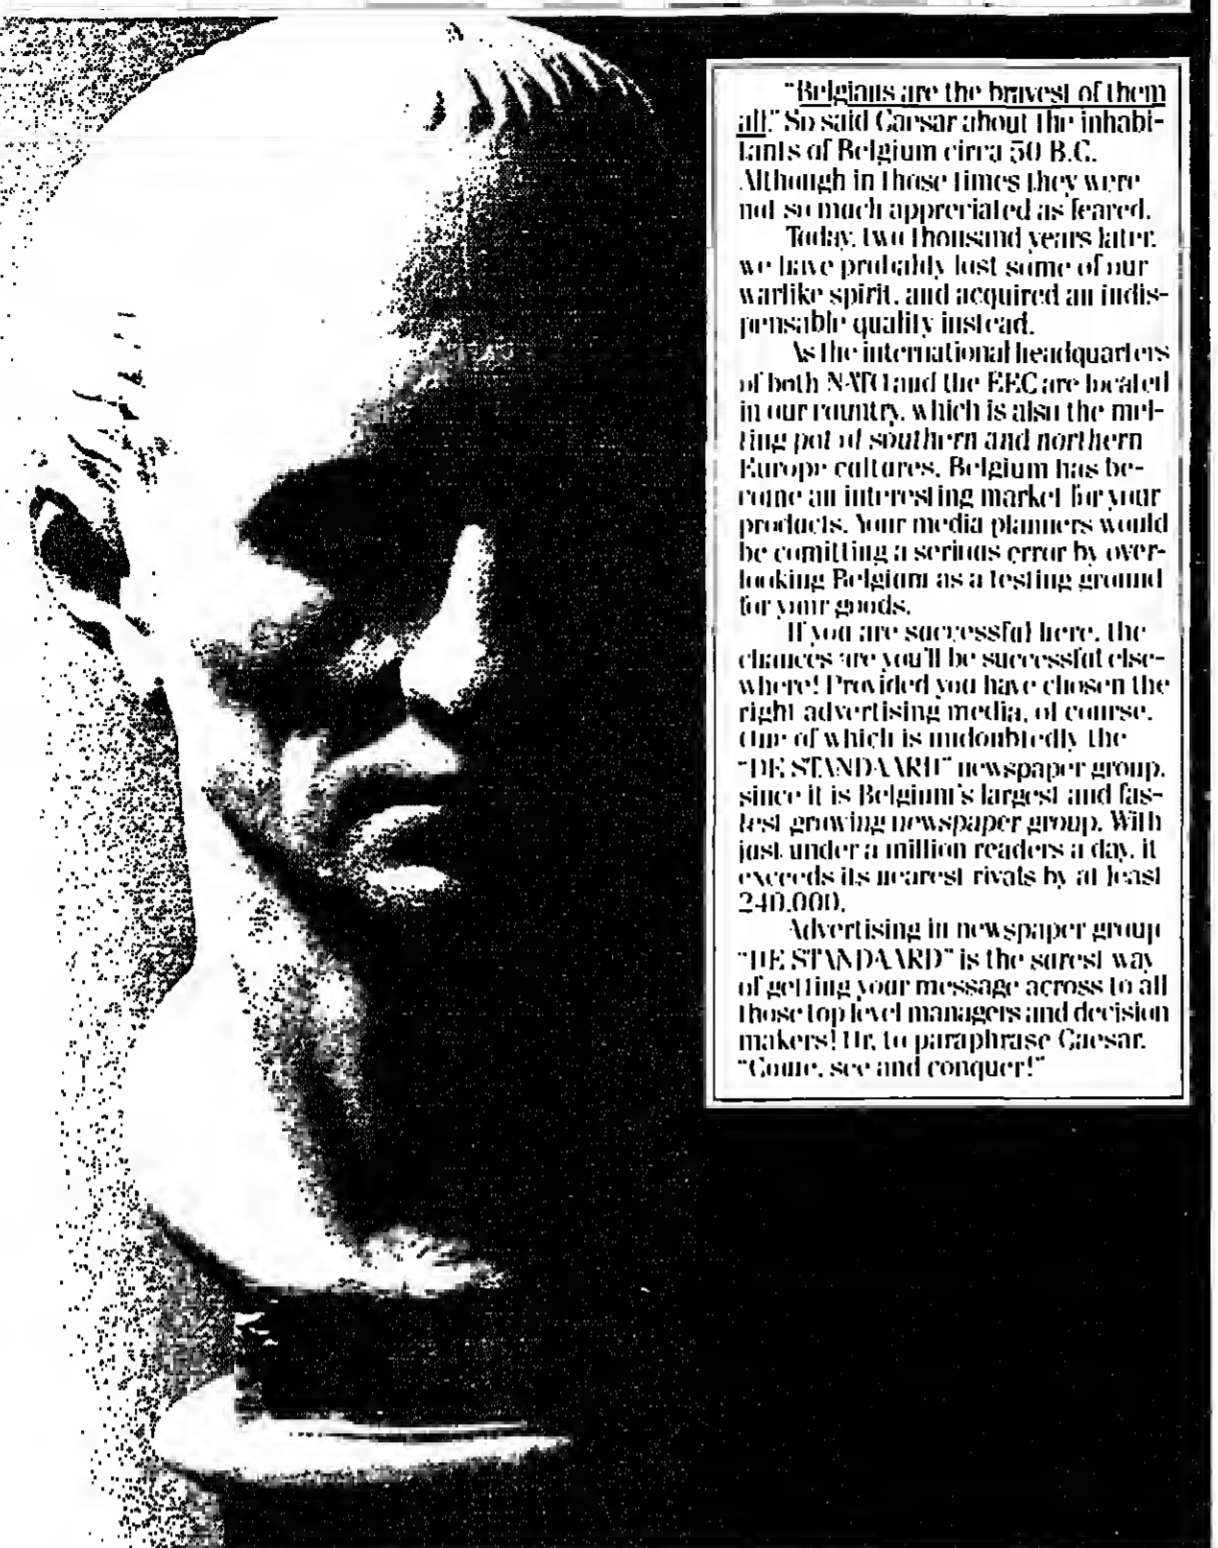 "Belgians are the bravest of them
all." So said Caesar about the inhabi-
tants of Belgium circa 50 B.C.
Although in those times they were
not so much appreciated as feared.
Today, two thousand years later,
we have probably lost some of our
warlike spirit, and acquired an indis-
pensable quality instead.
As the international headquarters
of both NATO and the EEC are located
in our country, which is also the mel-
ting pot of southern and northern
Europe cultures, Belgium has be-
come an interesting market for your
products. Your media planners would
be comitting a serious error by over-
looking Belgium as a testing ground
for your goods.
If you are successful here, the
chances are you'll be successful else-
where! Provided you have chosen the
right advertising media, of course.
One of which is undoubtedly the
"DE STANDAARD" newspaper group,
since it is Belgium's largest and fas-
test growing newspaper group. With
just under a million readers a day, it
exceeds its nearest rivals by at least
240,000.
Advertising in newspaper group
"DE STANDAARD" is the surest way
of getting your message across to all
those top level managers and decision
makers! Or, to paraphrase Caesar,
"Come, see and conquer!"